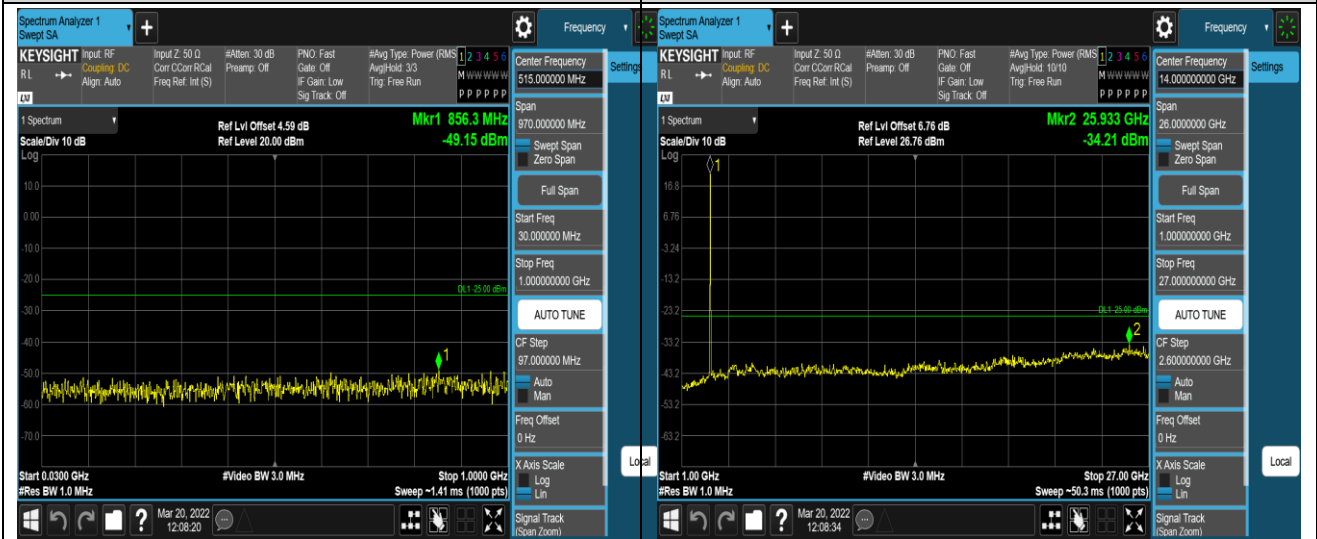 Spectrum Analyzer 1
Swept SA
+
Frequency
KEYSIGHT
RL
LXI
Input: RF
Coupling: DC
Align: Auto
Input Z: 50 Ω
Corr CCorr RCal
Freq Ref: Int (S)
#Atten: 30 dB
Preamp: Off
PNO: Fast
Gate: Off
IF Gain: Low
Sig Track: Off
#Avg Type: Power (RMS
Avg|Hold: 3/3
Trig: Free Run
1 2 3 4 5 6
M W W W W W
P P P P P P
Center Frequency
515.000000 MHz
Settings
1 Spectrum
Scale/Div 10 dB
Log
Ref Lvl Offset 4.59 dB
Ref Level 20.00 dBm
Mkr1 856.3 MHz
-49.15 dBm
Span
970.000000 MHz
Swept Span
Zero Span
Full Span
Start Freq
30.000000 MHz
Stop Freq
1.000000000 GHz
AUTO TUNE
CF Step
97.000000 MHz
Auto
Man
Freq Offset
0 Hz
X Axis Scale
Log
Lin
Signal Track
(Span Zoom)
Local
10.0
0.00
-10.0
-20.0
DL1 -25.00 dBm
-30.0
-40.0
1
-50.0
-60.0
-70.0
Start 0.0300 GHz
#Res BW 1.0 MHz
#Video BW 3.0 MHz
Stop 1.0000 GHz
Sweep ~1.41 ms (1000 pts)
?
Mar 20, 2022
12:08:20
Spectrum Analyzer 1
Swept SA
+
Frequency
KEYSIGHT
RL
LXI
Input: RF
Coupling: DC
Align: Auto
Input Z: 50 Ω
Corr CCorr RCal
Freq Ref: Int (S)
#Atten: 30 dB
Preamp: Off
PNO: Fast
Gate: Off
IF Gain: Low
Sig Track: Off
#Avg Type: Power (RMS
Avg|Hold: 10/10
Trig: Free Run
1 2 3 4 5 6
M W W W W W
P P P P P P
Center Frequency
14.000000000 GHz
Settings
1 Spectrum
Scale/Div 10 dB
Log
Ref Lvl Offset 6.76 dB
Ref Level 26.76 dBm
Mkr2 25.933 GHz
-34.21 dBm
Span
26.0000000 GHz
Swept Span
Zero Span
Full Span
Start Freq
1.000000000 GHz
Stop Freq
27.000000000 GHz
AUTO TUNE
CF Step
2.600000000 GHz
Auto
Man
Freq Offset
0 Hz
X Axis Scale
Log
Lin
Signal Track
(Span Zoom)
Local
1
16.8
6.76
-3.24
-13.2
-23.2
DL1 -25.00 dBm
2
-33.2
-43.2
-53.2
-63.2
Start 1.00 GHz
#Res BW 1.0 MHz
#Video BW 3.0 MHz
Stop 27.00 GHz
Sweep ~50.3 ms (1000 pts)
?
Mar 20, 2022
12:08:34